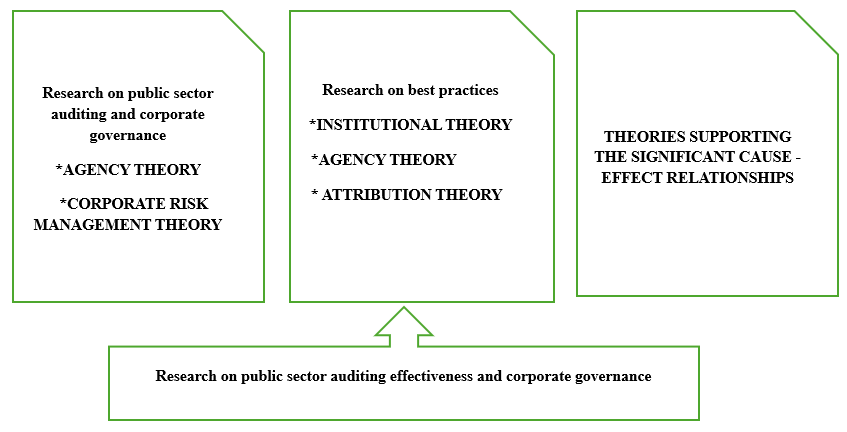 Research on public sector
auditing and corporate
governance
*AGENCY THEORY
*CORPORATE RISK
MANAGEMENT THEORY
Research on best practices
*INSTITUTIONAL THEORY
*AGENCY THEORY
* ATTRIBUTION THEORY
THEORIES SUPPORTING
THE SIGNIFICANT CAUSE -
EFFECT RELATIONSHIPS
Research on public sector auditing effectiveness and corporate governance